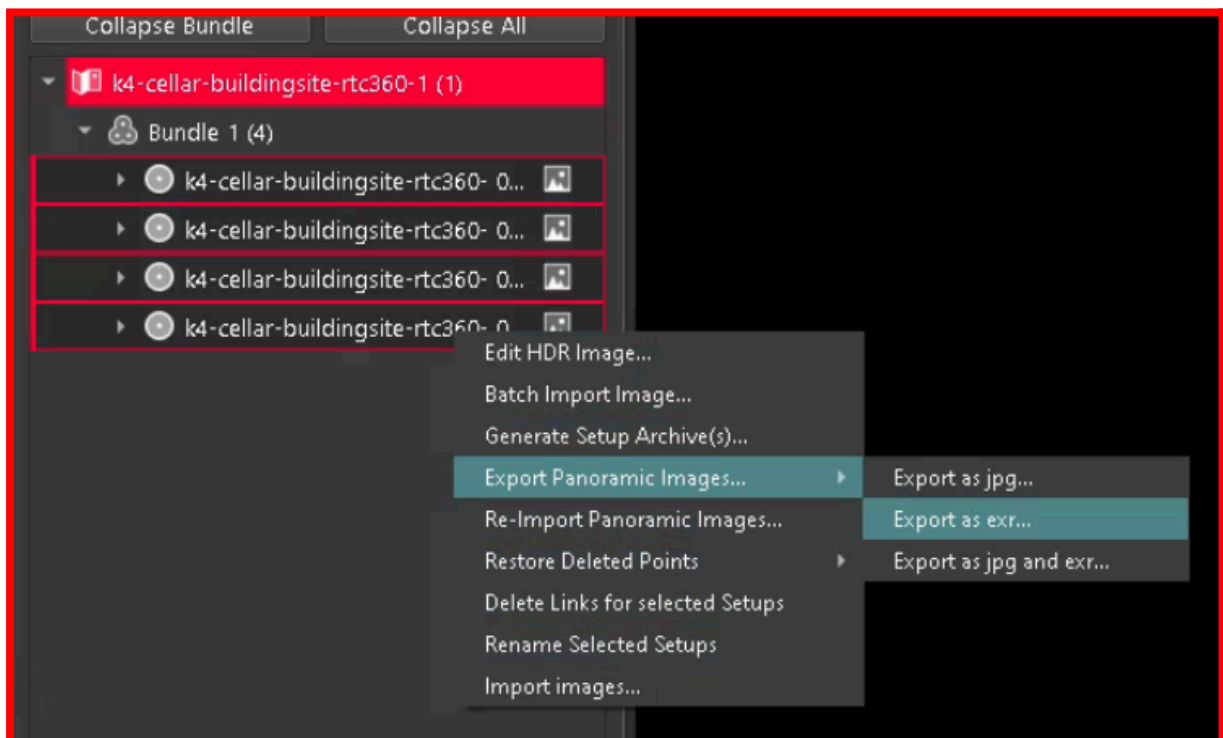 Collapse Bundle
Collapse All
k4-cellar-buildingsite-rtc360-1 (1)
Bundle 1 (4)
k4-cellar-buildingsite-rtc360- 0...
k4-cellar-buildingsite-rtc360- 0...
k4-cellar-buildingsite-rtc360- 0...
k4-cellar-buildingsite-rtc360- 0
Edit HDR Image...
Batch Import Image...
Generate Setup Archive(s)...
Export Panoramic Images...
Export as jpg...
Re-Import Panoramic Images...
Export as exr...
Restore Deleted Points
Export as jpg and exr...
Delete Links for selected Setups
Rename Selected Setups
Import images...